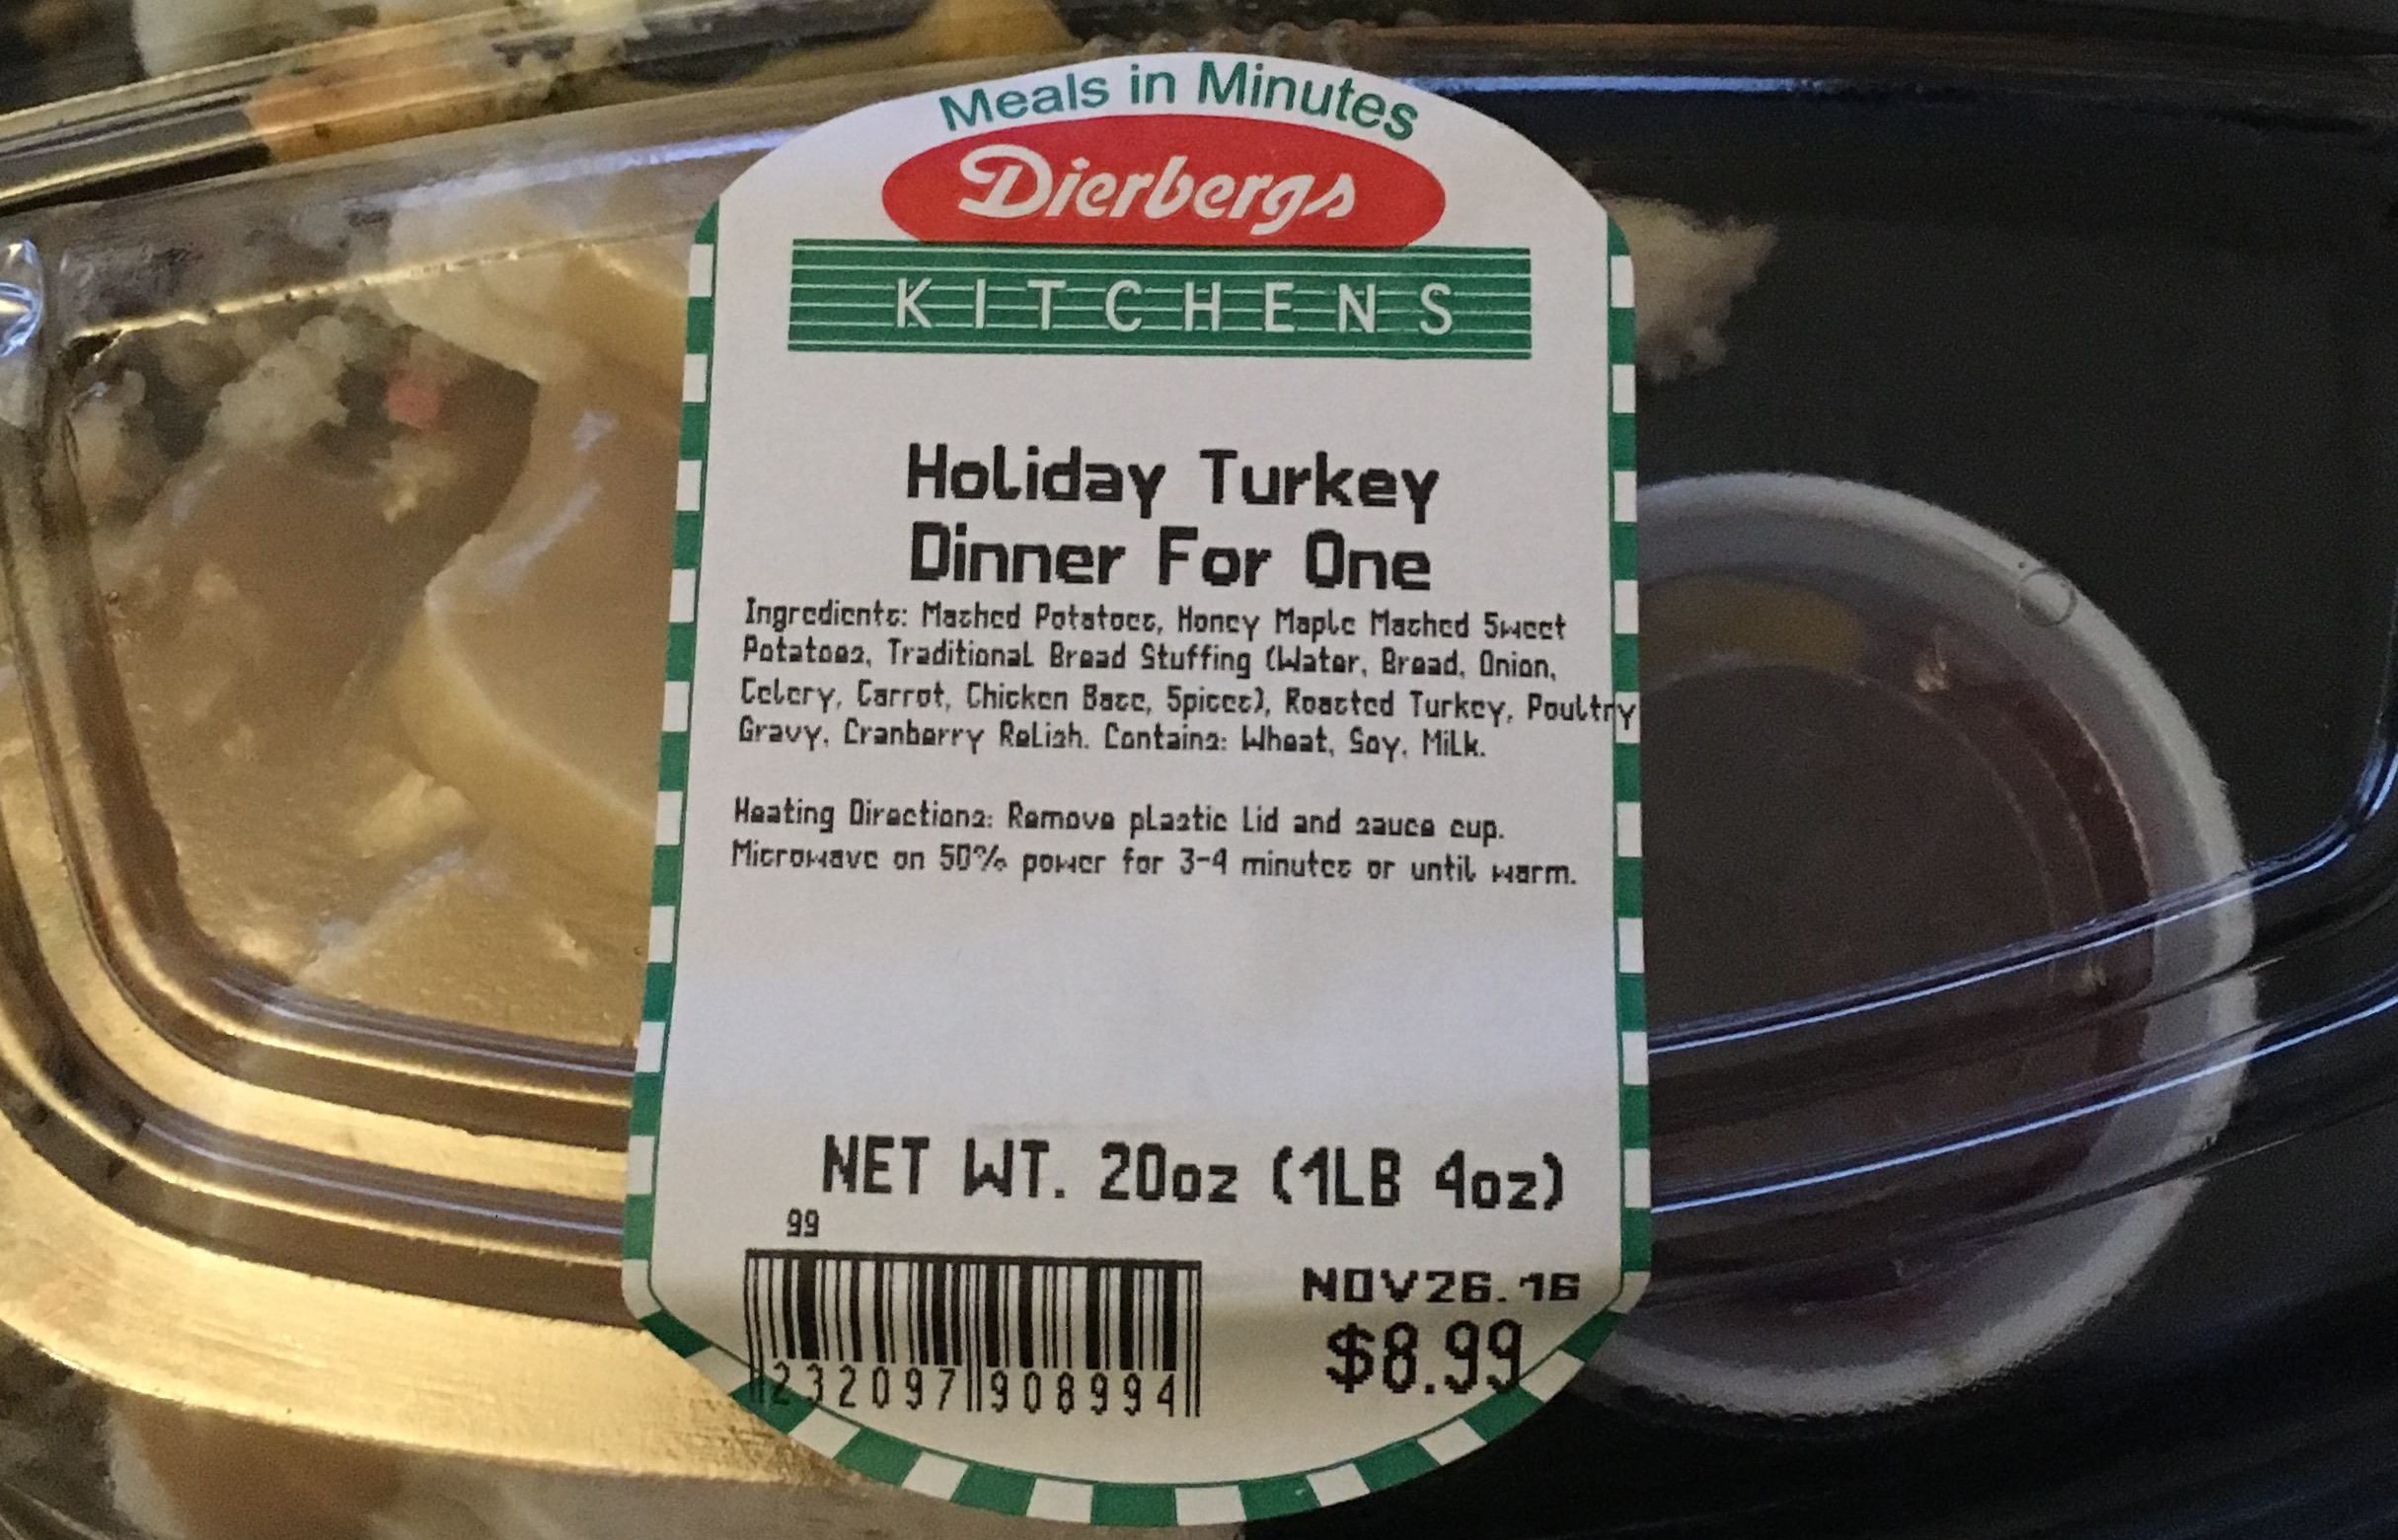 Meals in Minutes
Dierbergs
KITCHENS
Holiday Turkey
Dinner For One
Ingredients: Mashed Potatoes, Honey Maple Mashed Sweet
Potatoes, Traditional Bread Stuffing (Water, Bread, Onion,
Celery, Carrot, Chicken Base, Spices), Roasted Turkey, Poultry
Gravy, Cranberry Relish. Contains: Wheat, Soy, Milk.
Heating Directions: Remove plastic lid and sauce cup.
Microwave on 50% power for 3-4 minutes or until warm.
NET WT. 20oz (1LB 4oz)
99
NOV26.16
$8.99
232097 908994